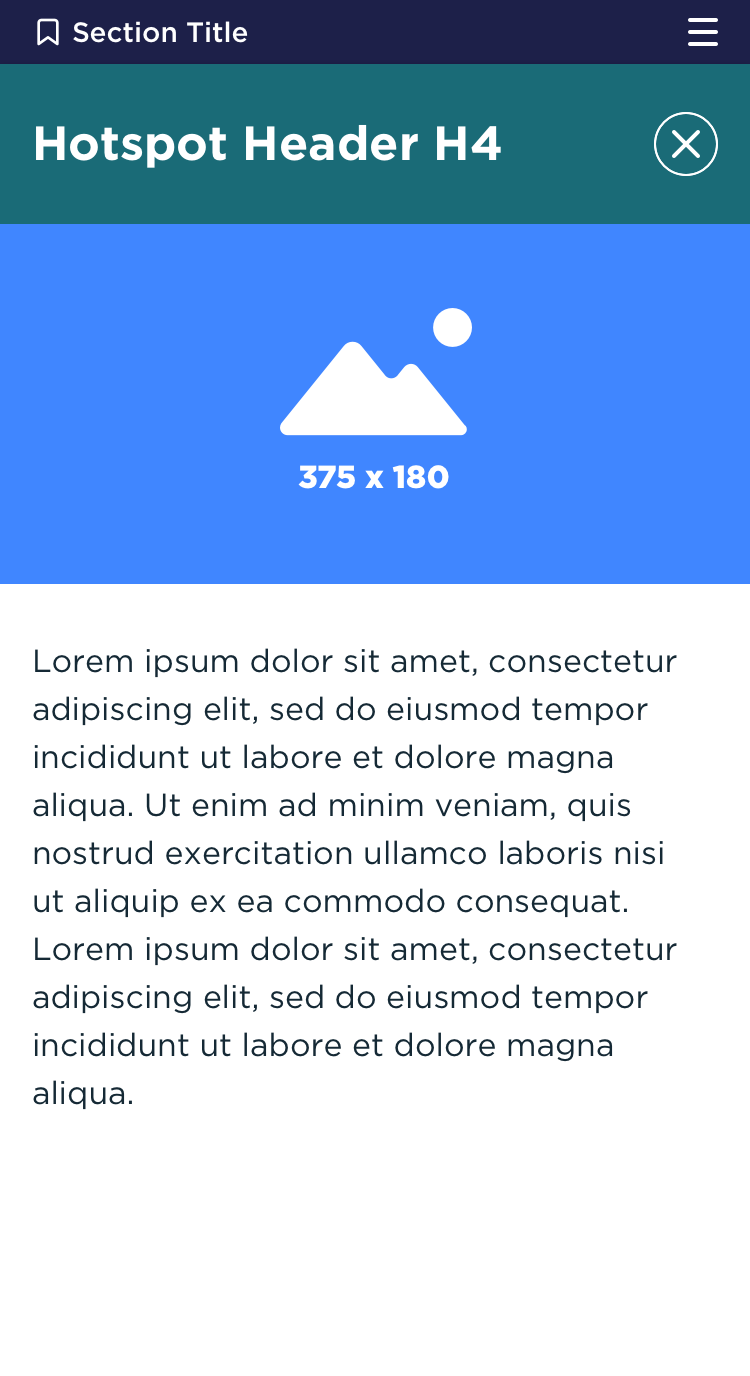 Section Title
Hotspot Header H4
375 x 180
Lorem ipsum dolor sit amet, consectetur
adipiscing elit, sed do eiusmod tempor
incididunt ut labore et dolore magna
aliqua. Ut enim ad minim veniam, quis
nostrud exercitation ullamco laboris nisi
ut aliquip ex ea commodo consequat.
Lorem ipsum dolor sit amet, consectetur
adipiscing elit, sed do eiusmod tempor
incididunt ut labore et dolore magna
aliqua.